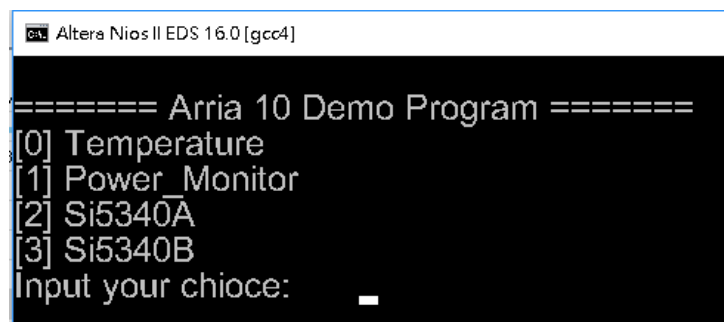 Altera Nios II EDS 16.0 [gcc4]
======= Arria 10 Demo Program =======
[0] Temperature
[1] Power_Monitor
[2] Si5340A
[3] Si5340B
Input your chioce: